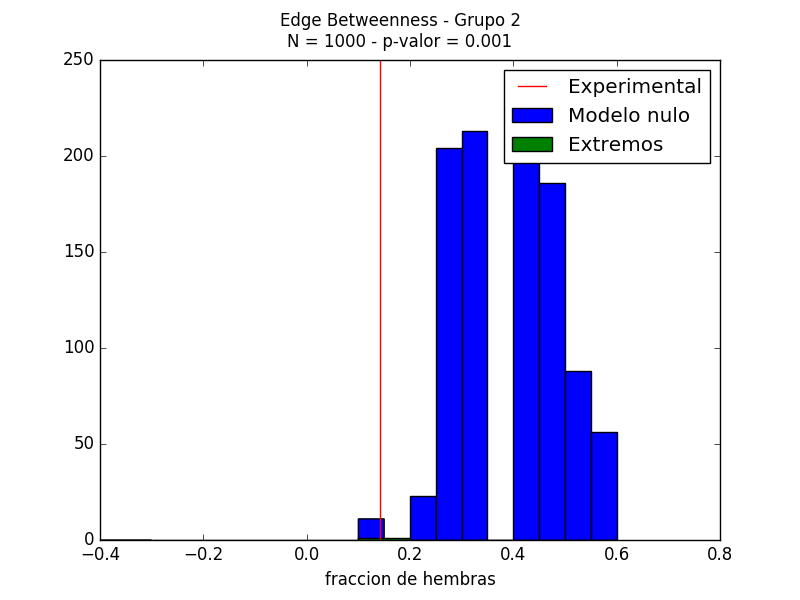 Edge Betweenness - Grupo 2
N = 1000 - p-valor = 0.001
250
200
150
100
50
0
Experimental
Modelo nulo
Extremos
−0.4 −0.2 0.0 0.2 0.4 0.6 0.8
fraccion de hembras